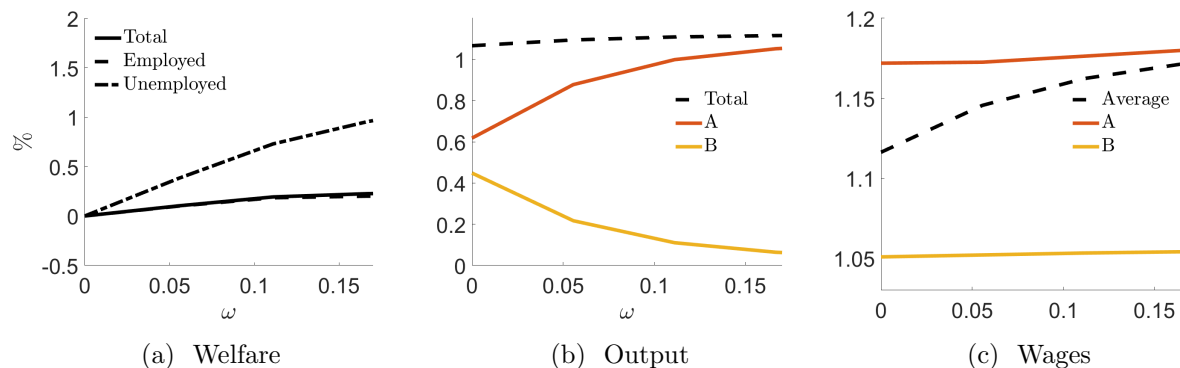 2
1.5
1
0.5
0
-0.5
%
Total
Employed
Unemployed
0
0.05
0.1
0.15
ω
(a) Welfare
1
0.8
0.6
0.4
0.2
0
Total
A
B
0
0.05
0.1
0.15
ω
(b) Output
1.2
1.15
1.1
1.05
Average
A
B
0
0.05
0.1
0.15
(c) Wages